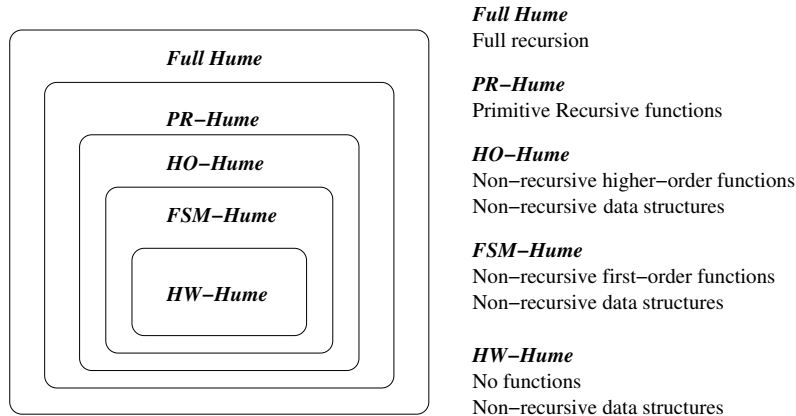 Full Hume
PR−Hume
HO−Hume
FSM−Hume
HW−Hume
Full Hume
Full recursion
PR−Hume
Primitive Recursive functions
HO−Hume
Non−recursive higher−order functions
Non−recursive data structures
FSM−Hume
Non−recursive first−order functions
Non−recursive data structures
HW−Hume
No functions
Non−recursive data structures